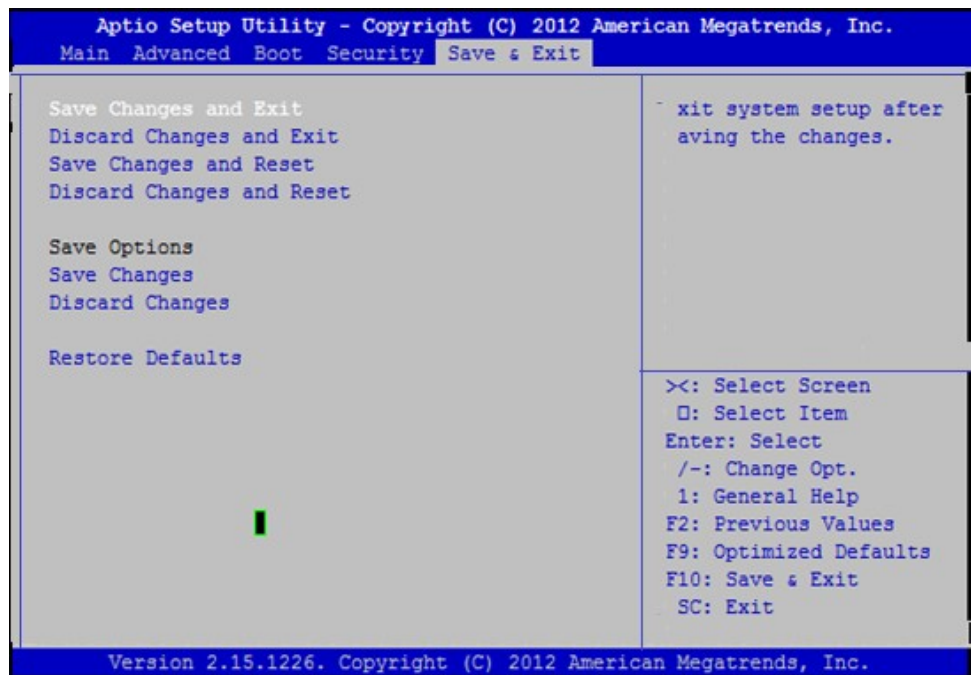 Aptio Setup Utility - Copyright (C) 2012 American Megatrends, Inc.
Main Advanced Boot Security Save & Exit
Save Changes and Exit
Discard Changes and Exit
Save Changes and Reset
Discard Changes and Reset
Save Options
Save Changes
Discard Changes
Restore Defaults
xit system setup after
aving the changes.
><: Select Screen
□: Select Item
Enter: Select
/-: Change Opt.
1: General Help
F2: Previous Values
F9: Optimized Defaults
F10: Save & Exit
SC: Exit
Version 2.15.1226. Copyright (C) 2012 American Megatrends, Inc.